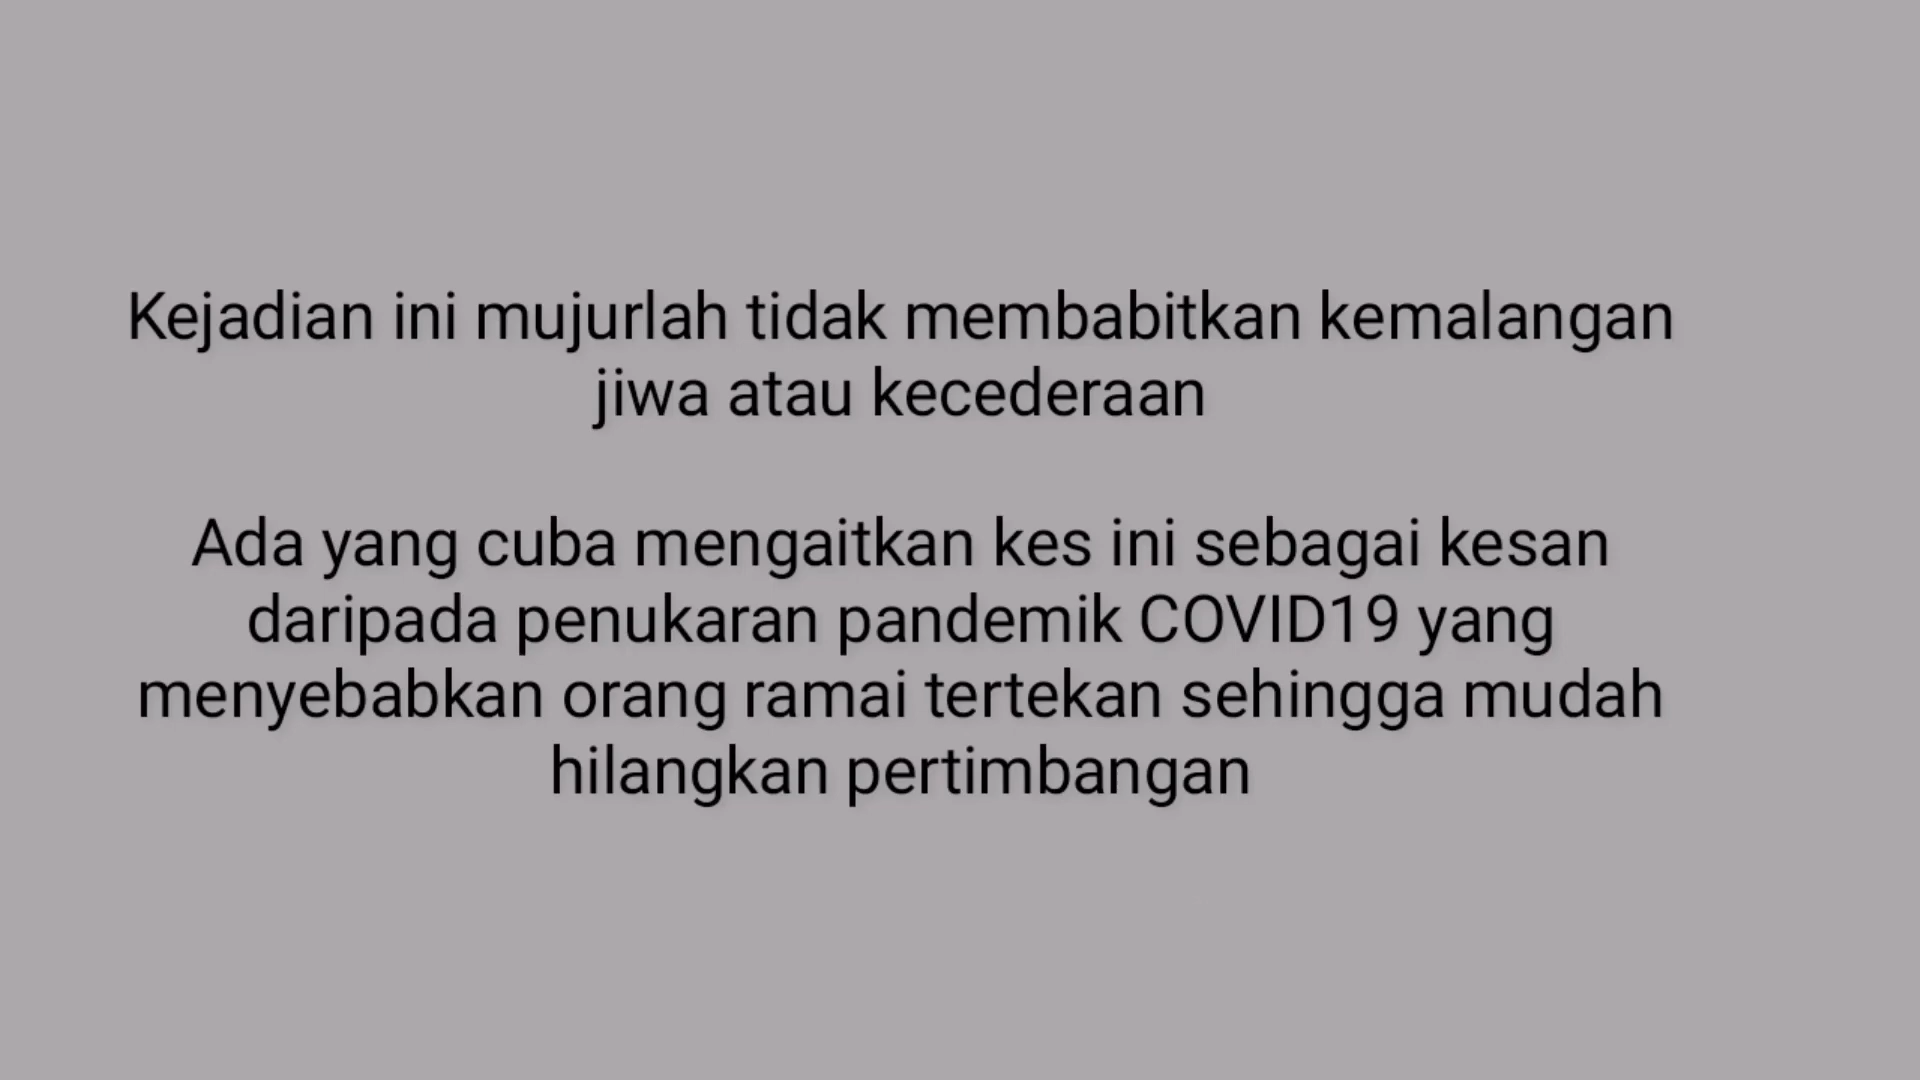 Kejadian ini mujurlah tidak membabitkan kemalangan
jiwa atau kecederaan
Ada yang cuba mengaitkan kes ini sebagai kesan
daripada penukaran pandemik COVID19 yang
menyebabkan orang ramai tertekan sehingga mudah
hilangkan pertimbangan